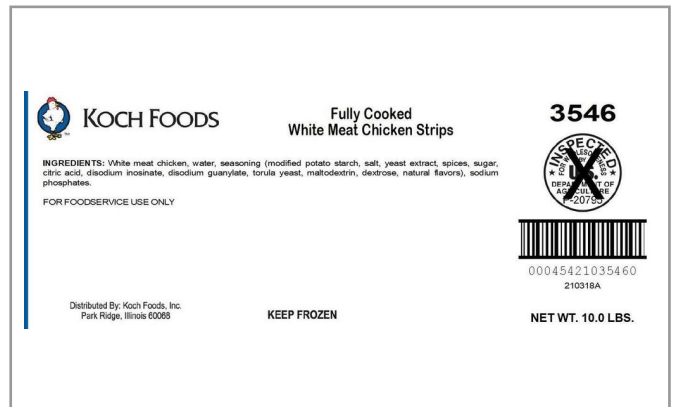 KOCH FOODS
Fully Cooked
White Meat Chicken Strips
INGREDIENTS: White meat chicken, water, seasoning (modified potato starch, salt, yeast extract, spices, sugar,
citric acid, disodium inosinate, disodium guanylate, torula yeast, maltodextrin, dextrose, natural flavors), sodium
phosphates.
FOR FOODSERVICE USE ONLY
Distributed By: Koch Foods, Inc.
Park Ridge, Illinois 60068
KEEP FROZEN
3546
INSPECTED
FOR WHOLESOMENESS
BY
U.S.
DEPARTMENT OF
AGRICULTURE
P-20795
00045421035460
210318A
NET WT. 10.0 LBS.